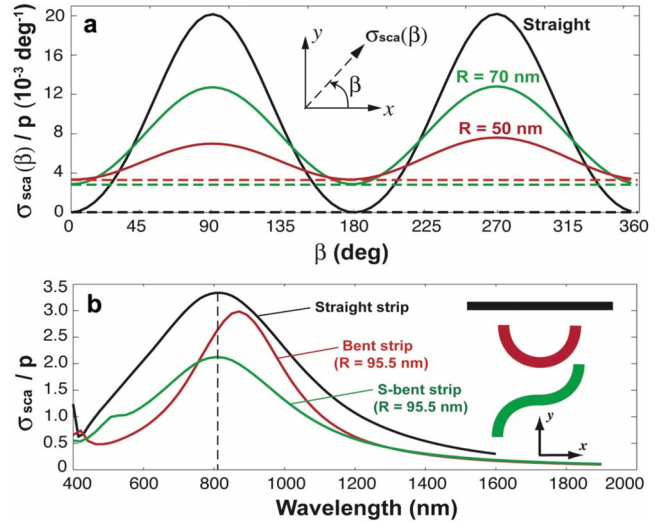 a
σsca(β) / p (10⁻³ deg⁻¹)
20
16
12
8
4
0
y
σsca(β)
β
x
Straight
R = 70 nm
R = 50 nm
0 45 90 135 180 225 270 315 360
β (deg)
b
σsca / p
3.5
3.0
2.5
2.0
1.5
1.0
0.5
0
Straight strip
Bent strip
(R = 95.5 nm)
S-bent strip
(R = 95.5 nm)
y
x
400 600 800 1000 1200 1400 1600 1800 2000
Wavelength (nm)